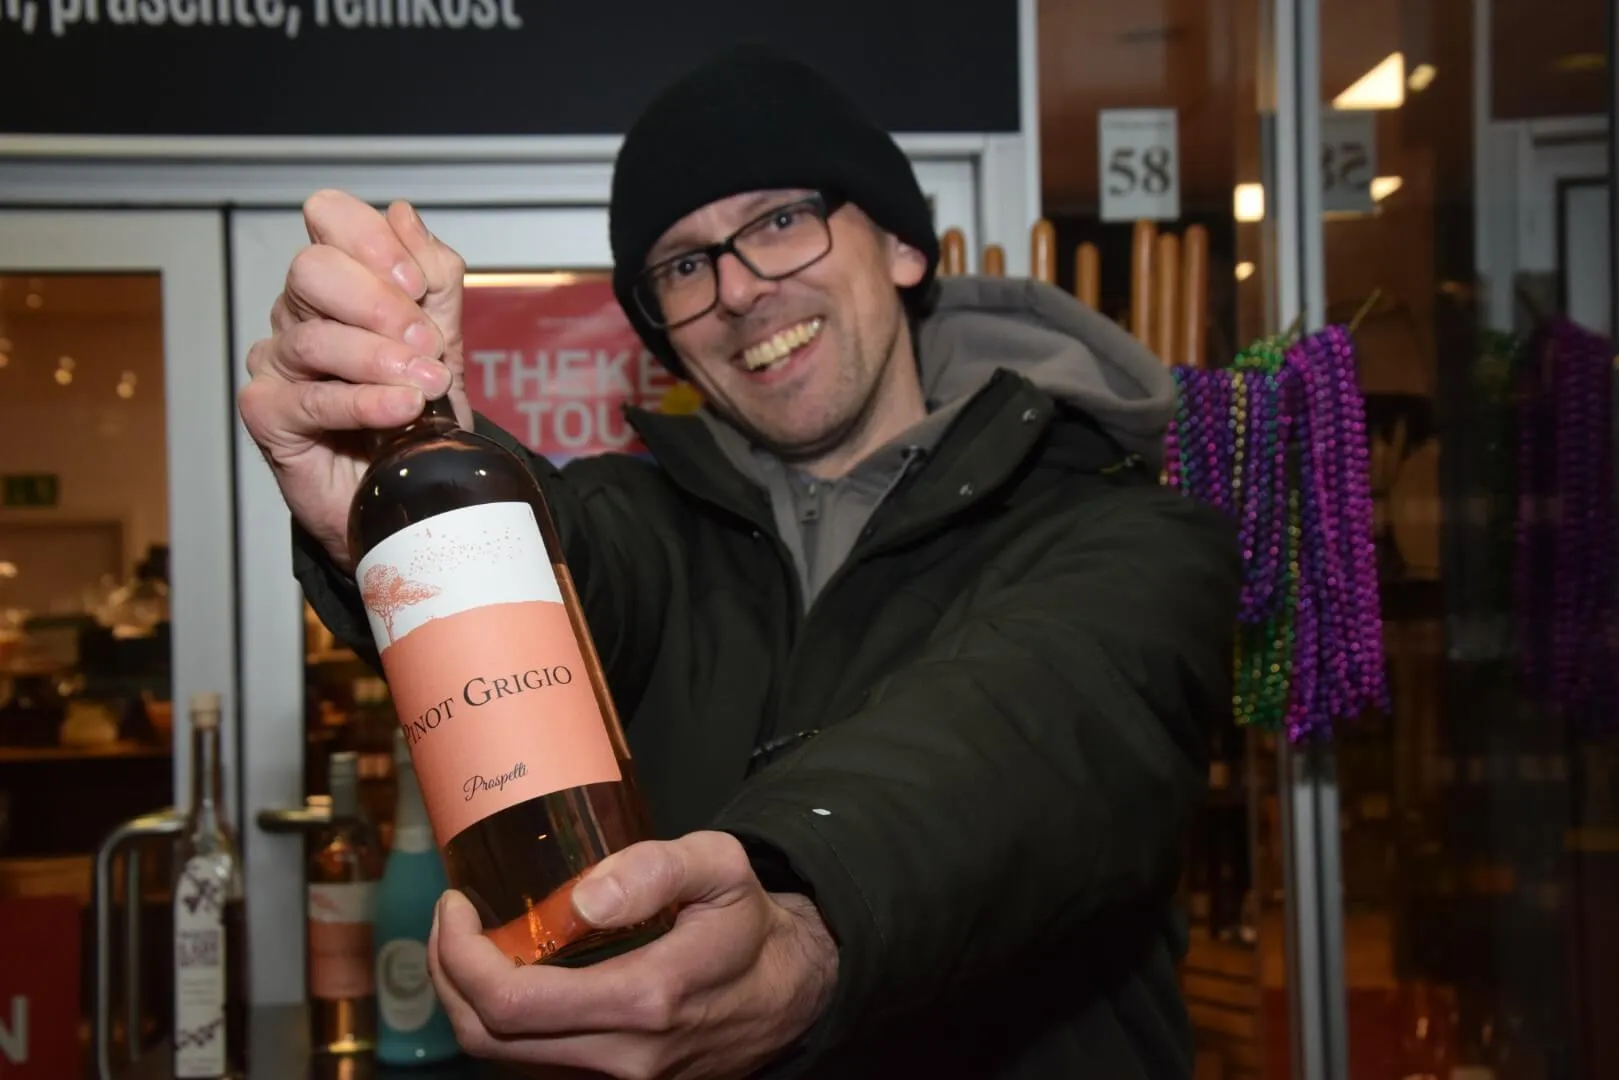 präsente, feinkost
58
THEKE
TOU
PINOT GRIGIO
Prospetti
N